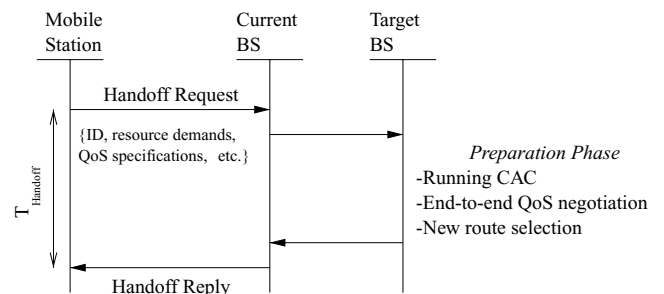 Mobile
Station
Current
BS
Target
BS
Handoff Request
{ID, resource demands,
QoS specifications, etc.}
T Handoff
Preparation Phase
-Running CAC
-End-to-end QoS negotiation
-New route selection
Handoff Reply